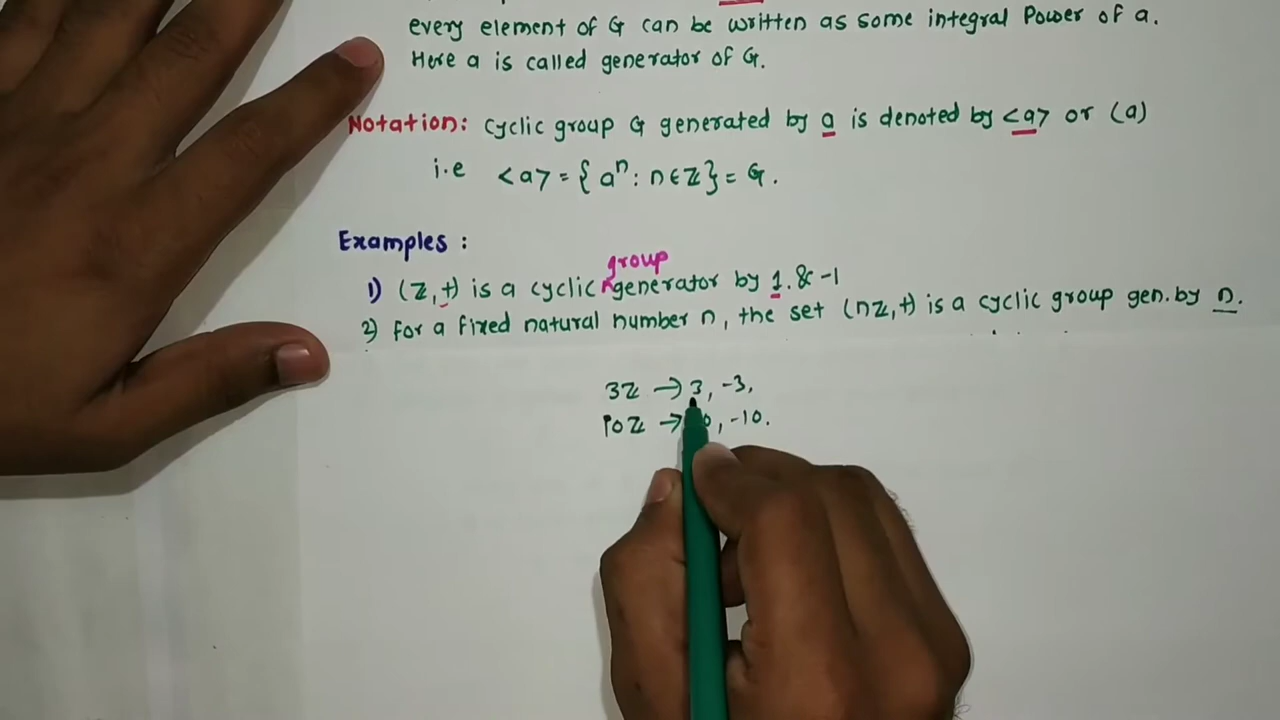 every element of G can be written as some integral Power of a.
Here a is called generator of G.
Notation: cyclic group G generated by a is denoted by <a> or (a)
i.e <a> = { aⁿ : n ∈ ℤ } = G.
Examples :
group
1) (ℤ, +) is a cyclic generator by 1. & -1
2) for a fixed natural number n, the set (nℤ, +) is a cyclic group gen. by n.
3ℤ → 3, -3.
10ℤ → , -10.